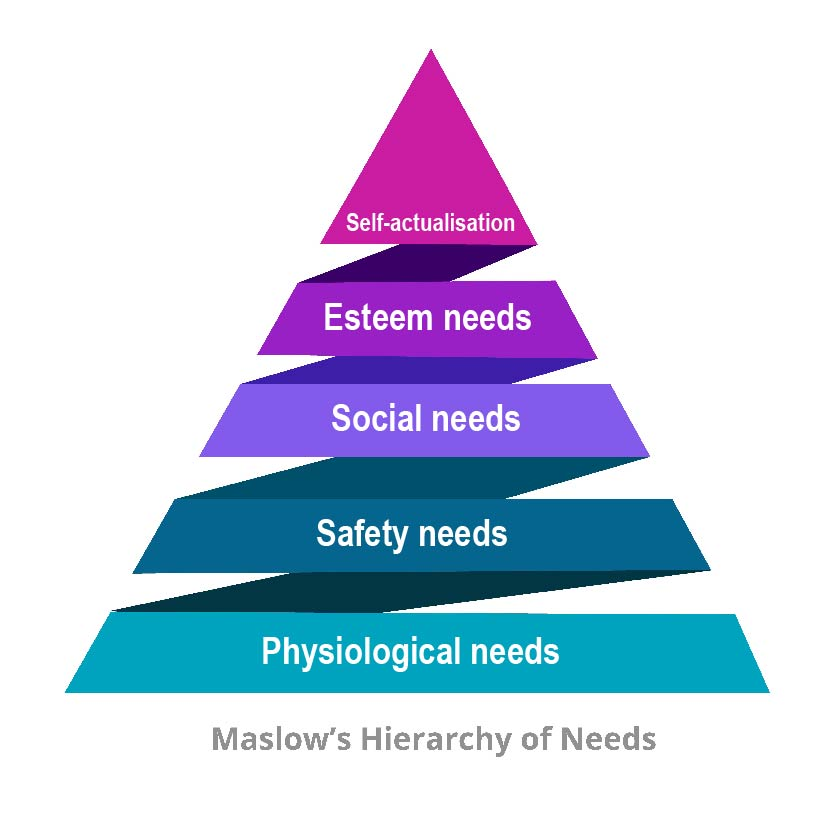 Self-actualisation
Esteem needs
Social needs
Safety needs
Physiological needs
Maslow’s Hierarchy of Needs